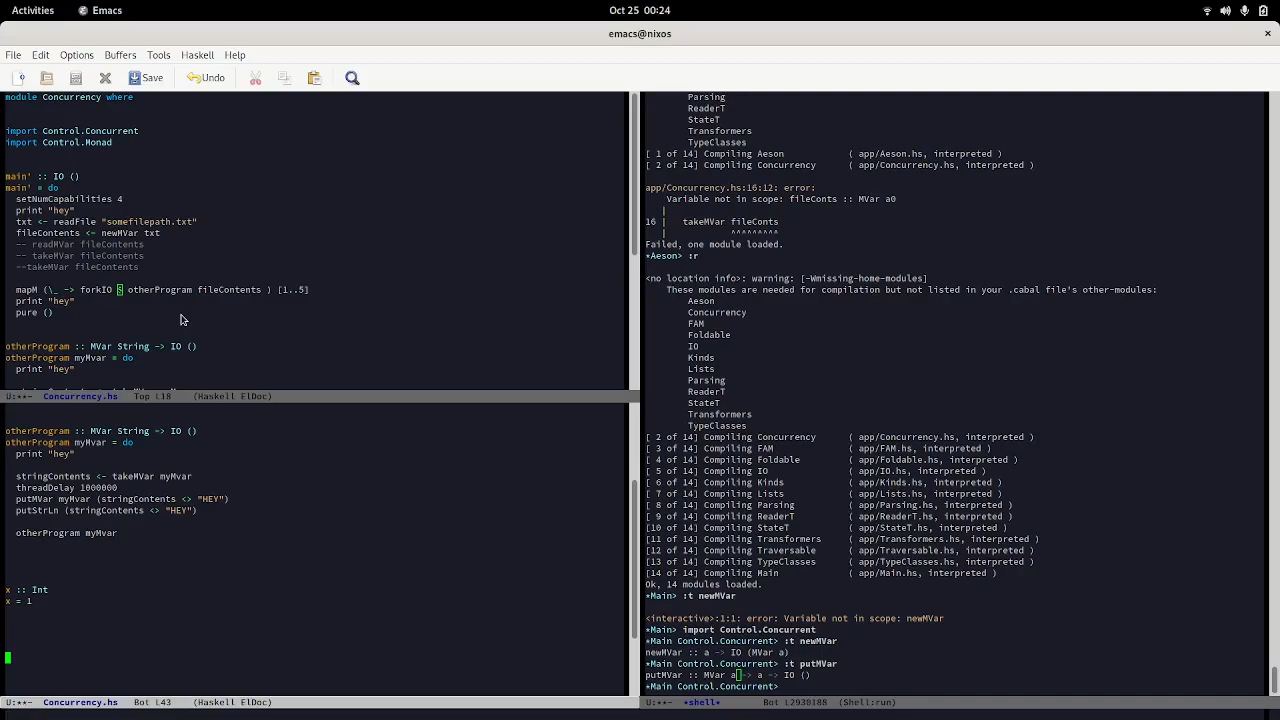 Activities Emacs Oct 25 00:24
emacs@nixos
File Edit Options Buffers Tools Haskell Help
Save Undo
module Concurrency where
import Control.Concurrent
import Control.Monad
main' :: IO ()
main' = do
setNumCapabilities 4
print "hey"
txt <- readFile "somefilepath.txt"
fileContents <- newMVar txt
-- readMVar fileContents
-- takeMVar fileContents
--takeMVar fileContents
mapM (\_ -> forkIO $ otherProgram fileContents ) [1..5]
print "hey"
pure ()
otherProgram :: MVar String -> IO ()
otherProgram myMvar = do
print "hey"
U:**- Concurrency.hs Top L18 (Haskell ElDoc)
otherProgram :: MVar String -> IO ()
otherProgram myMvar = do
print "hey"
stringContents <- takeMVar myMvar
threadDelay 1000000
putMVar myMvar (stringContents <> "HEY")
putStrLn (stringContents <> "HEY")
otherProgram myMvar
x :: Int
x = 1
U:**- Concurrency.hs Bot L43 (Haskell ElDoc)
Parsing
ReaderT
StateT
Transformers
TypeClasses
[ 1 of 14] Compiling Aeson ( app/Aeson.hs, interpreted )
[ 2 of 14] Compiling Concurrency ( app/Concurrency.hs, interpreted )
app/Concurrency.hs:16:12: error:
Variable not in scope: fileConts :: MVar a0
|
16 | takeMVar fileConts
| ^^^^^^^^^
Failed, one module loaded.
*Aeson> :r
<no location info>: warning: [-Wmissing-home-modules]
These modules are needed for compilation but not listed in your .cabal file's other-modules:
Aeson
Concurrency
FAM
Foldable
IO
Kinds
Lists
Parsing
ReaderT
StateT
Transformers
TypeClasses
[ 2 of 14] Compiling Concurrency ( app/Concurrency.hs, interpreted )
[ 3 of 14] Compiling FAM ( app/FAM.hs, interpreted )
[ 4 of 14] Compiling Foldable ( app/Foldable.hs, interpreted )
[ 5 of 14] Compiling IO ( app/IO.hs, interpreted )
[ 6 of 14] Compiling Kinds ( app/Kinds.hs, interpreted )
[ 7 of 14] Compiling Lists ( app/Lists.hs, interpreted )
[ 8 of 14] Compiling Parsing ( app/Parsing.hs, interpreted )
[ 9 of 14] Compiling ReaderT ( app/ReaderT.hs, interpreted )
[10 of 14] Compiling StateT ( app/StateT.hs, interpreted )
[11 of 14] Compiling Transformers ( app/Transformers.hs, interpreted )
[12 of 14] Compiling Traversable ( app/Traversable.hs, interpreted )
[13 of 14] Compiling TypeClasses ( app/TypeClasses.hs, interpreted )
[14 of 14] Compiling Main ( app/Main.hs, interpreted )
Ok, 14 modules loaded.
*Main> :t newMVar
<interactive>:1:1: error: Variable not in scope: newMVar
*Main> import Control.Concurrent
*Main Control.Concurrent> :t newMVar
newMVar :: a -> IO (MVar a)
*Main Control.Concurrent> :t putMVar
putMVar :: MVar a -> a -> IO ()
*Main Control.Concurrent>
U:**- *shell* Bot L2930188 (Shell:run)